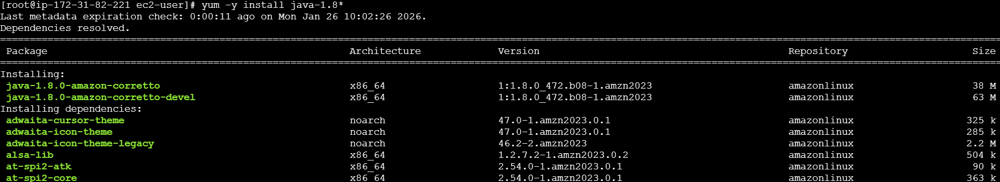 [root@ip-172-31-82-221 ec2-user]# yum -y install java-1.8*
Last metadata expiration check: 0:00:11 ago on Mon Jan 26 10:02:26 2026.
Dependencies resolved.
Package Architecture Version Repository Size
Installing:
java-1.8.0-amazon-corretto x86_64 1:1.8.0_472.b08-1.amzn2023 amazonlinux 38 M
java-1.8.0-amazon-corretto-devel x86_64 1:1.8.0_472.b08-1.amzn2023 amazonlinux 63 M
Installing dependencies:
adwaita-cursor-theme noarch 47.0-1.amzn2023.0.1 amazonlinux 325 k
adwaita-icon-theme noarch 47.0-1.amzn2023.0.1 amazonlinux 285 k
adwaita-icon-theme-legacy noarch 46.2-2.amzn2023 amazonlinux 2.2 M
alsa-lib x86_64 1.2.7.2-1.amzn2023.0.2 amazonlinux 504 k
at-spi2-atk x86_64 2.54.0-1.amzn2023.0.1 amazonlinux 90 k
at-spi2-core x86_64 2.54.0-1.amzn2023.0.1 amazonlinux 363 k